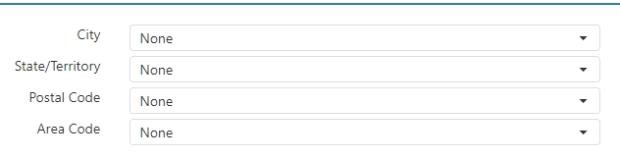 City None
State/Territory None
Postal Code None
Area Code None